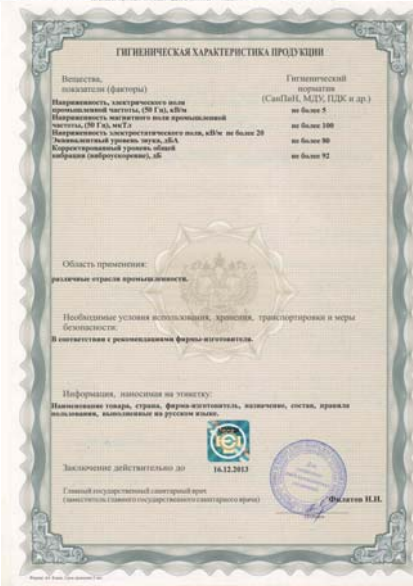 ГИГИЕНИЧЕСКАЯ ХАРАКТЕРИСТИКА ПРОДУКЦИИ
Вещества,
показатели (факторы)
Гигиенический
норматив
(СанПиН, МДУ, ПДК и др.)
Напряженность, электрического поля
промышленной частоты, (50 Гц), кВ/м не более 5
Напряженность магнитного поля промышленной
частоты, (50 Гц), мкТл не более 100
Напряженность электростатического поля, кВ/м не более 20
Эквивалентный уровень звука, дБА не более 80
Корректированный уровень общей
вибрации (виброускорение), дБ не более 92
Область применения:
различные отрасли промышленности.
Необходимые условия использования, хранения, транспортировки и меры
безопасности:
В соответствии с рекомендациями фирмы-изготовителя.
Информация, наносимая на этикетку:
Наименование товара, страна, фирма-изготовитель, назначение, состав, правила
пользования, выполненные на русском языке.
Заключение действительно до 16.12.2013
Главный государственный санитарный врач
(заместитель главного государственного санитарного врача)
Филатов Н.Н.